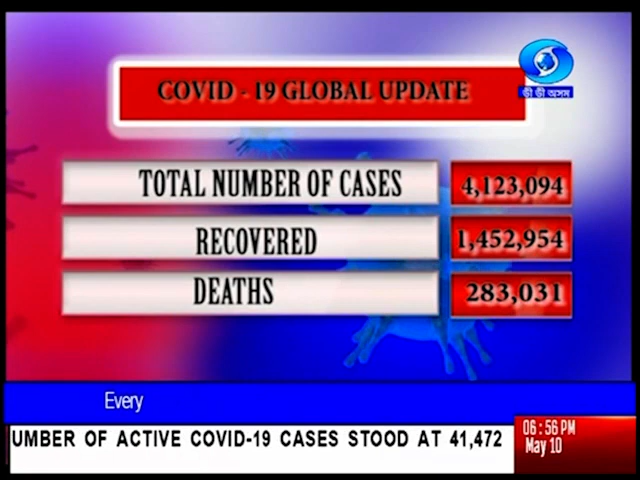 COVID - 19 GLOBAL UPDATE
ডী ডী অসম
TOTAL NUMBER OF CASES 4,123,094
RECOVERED 1,452,954
DEATHS 283,031
Every
UMBER OF ACTIVE COVID-19 CASES STOOD AT 41,472
06:56 PM
May 10